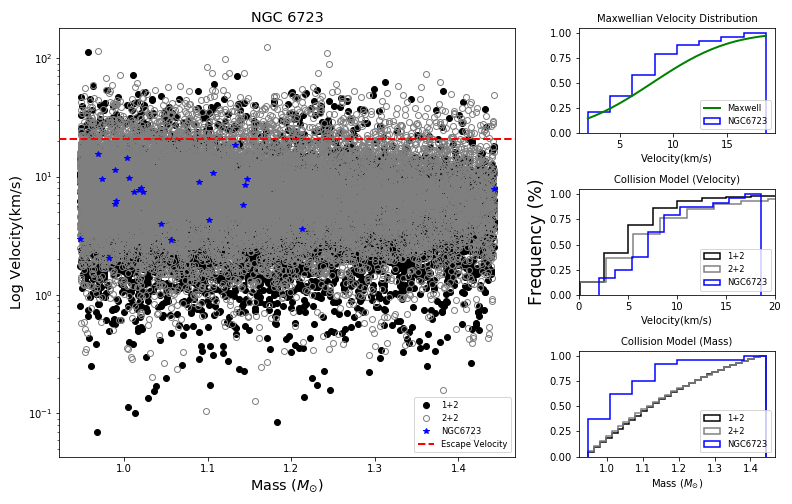 NGC 6723
Log Velocity(km/s)
10²
10¹
10⁰
10⁻¹
1.0 1.1 1.2 1.3 1.4
Mass (M⊙)
1+2
2+2
NGC6723
Escape Velocity
Frequency (%)
Maxwellian Velocity Distribution
1.00
0.75
0.50
0.25
0.00
Maxwell
NGC6723
5 10 15
Velocity(km/s)
Collision Model (Velocity)
1.00
0.75
0.50
0.25
0.00
1+2
2+2
NGC6723
0 5 10 15 20
Velocity(km/s)
Collision Model (Mass)
1.00
0.75
0.50
0.25
0.00
1+2
2+2
NGC6723
1.0 1.1 1.2 1.3 1.4
Mass (M⊙)